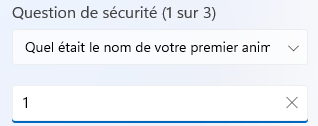 Question de sécurité (1 sur 3)
Quel était le nom de votre premier anim
1